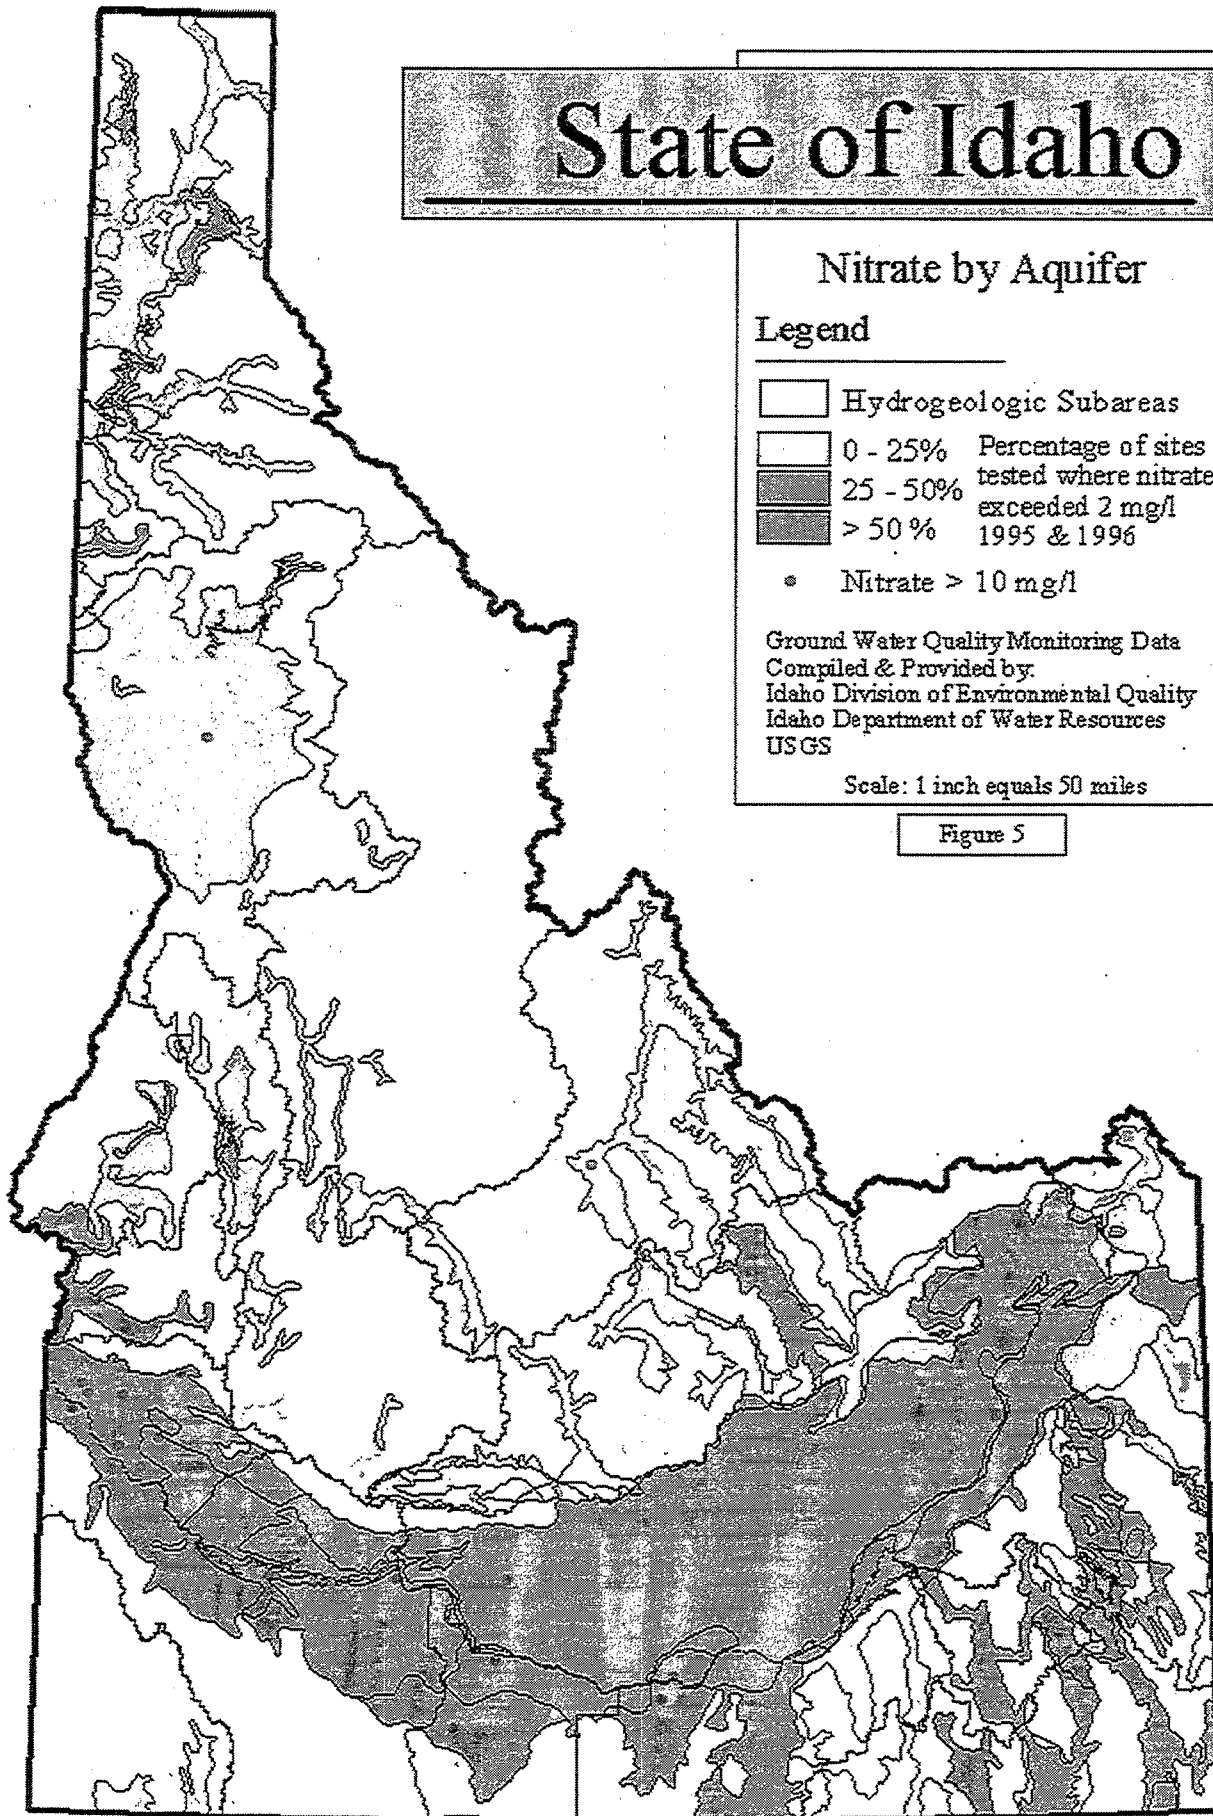 State of Idaho
Nitrate by Aquifer
Legend
Hydrogeologic Subareas
0 - 25%
25 - 50%
> 50 %
Percentage of sites
tested where nitrate
exceeded 2 mg/l
1995 & 1996
Nitrate > 10 mg/l
Ground Water Quality Monitoring Data
Compiled & Provided by:
Idaho Division of Environmental Quality
Idaho Department of Water Resources
USGS
Scale: 1 inch equals 50 miles
Figure 5